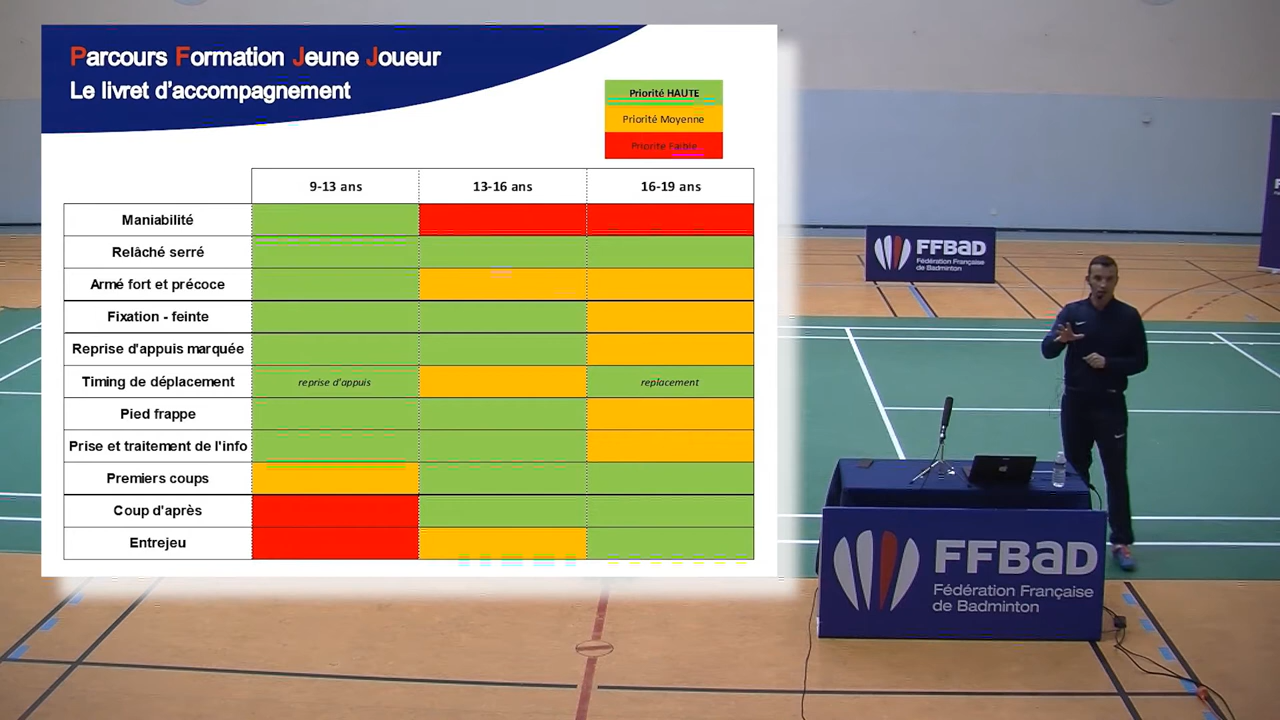 Parcours Formation Jeune Joueur
Le livret d'accompagnement
Priorité HAUTE
Priorité Moyenne
Priorite Faible
9-13 ans
13-16 ans
16-19 ans
Maniabilité
Relâché serré
Armé fort et précoce
Fixation - feinte
Reprise d'appuis marquée
Timing de déplacement
reprise d'appuis
replacement
Pied frappe
Prise et traitement de l'info
Premiers coups
Coup d'après
Entrejeu
FFBaD
Fédération Française
de Badminton
FFBaD
Fédération Française
de Badminton